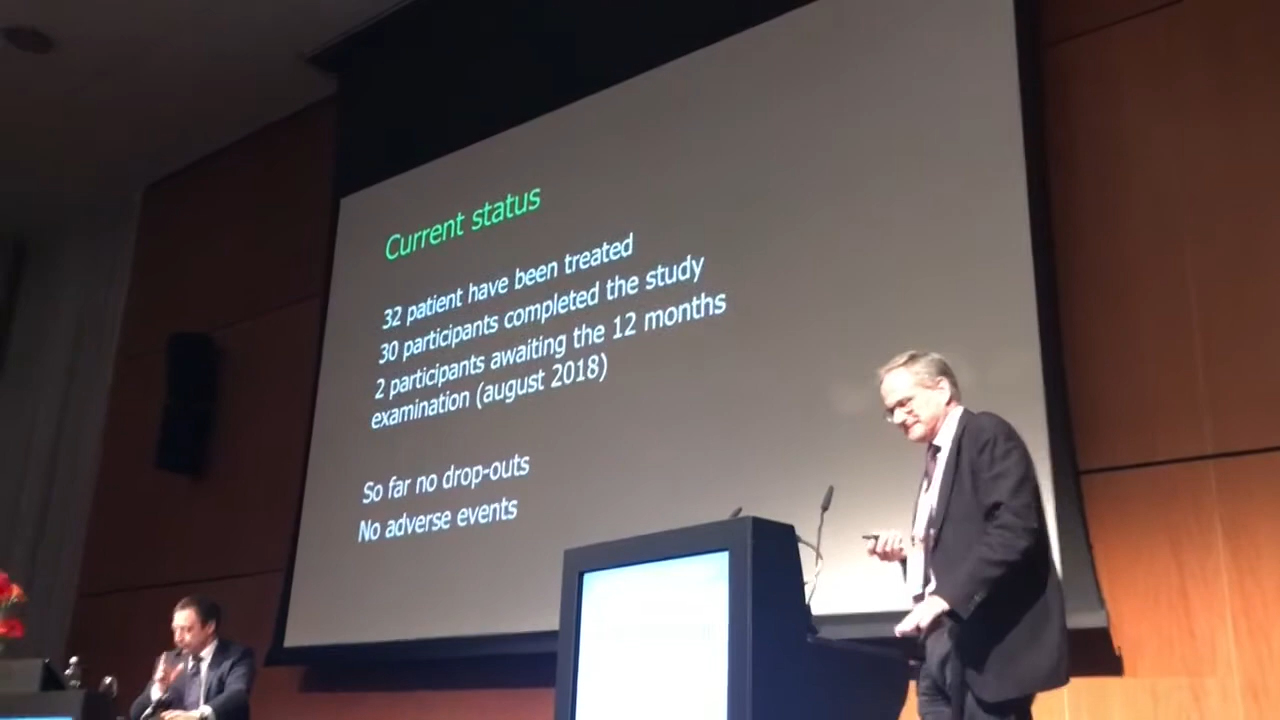 Current status
32 patient have been treated
30 participants completed the study
2 participants awaiting the 12 months
examination (august 2018)
So far no drop-outs
No adverse events